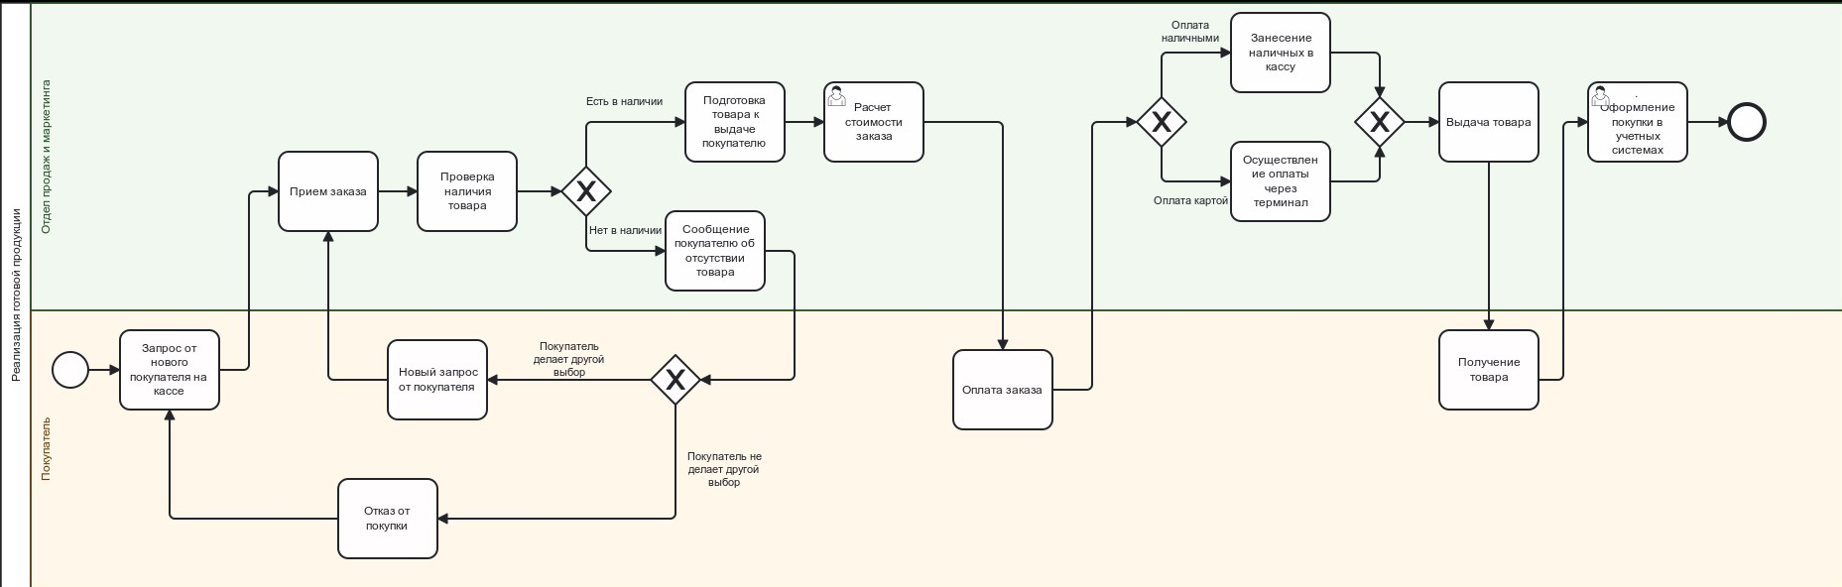 Реализация готовой продукции
Отдел продаж и маркетинга
Оплата
наличными
Занесение
наличных в
кассу
Есть в наличии
Подготовка
товара к
выдаче
покупателю
Расчет
стоимости
заказа
Выдача товара
.
Оформление
покупки в
учетных
системах
Прием заказа
Проверка
наличия
товара
Осуществлен
ие оплаты
через
терминал
Оплата картой
Нет в наличии
Сообщение
покупателю об
отсутствии
товара
Покупатель
Запрос от
нового
покупателя на
кассе
Новый запрос
от покупателя
Покупатель
делает другой
выбор
Оплата заказа
Получение
товара
Покупатель не
делает другой
выбор
Отказ от
покупки